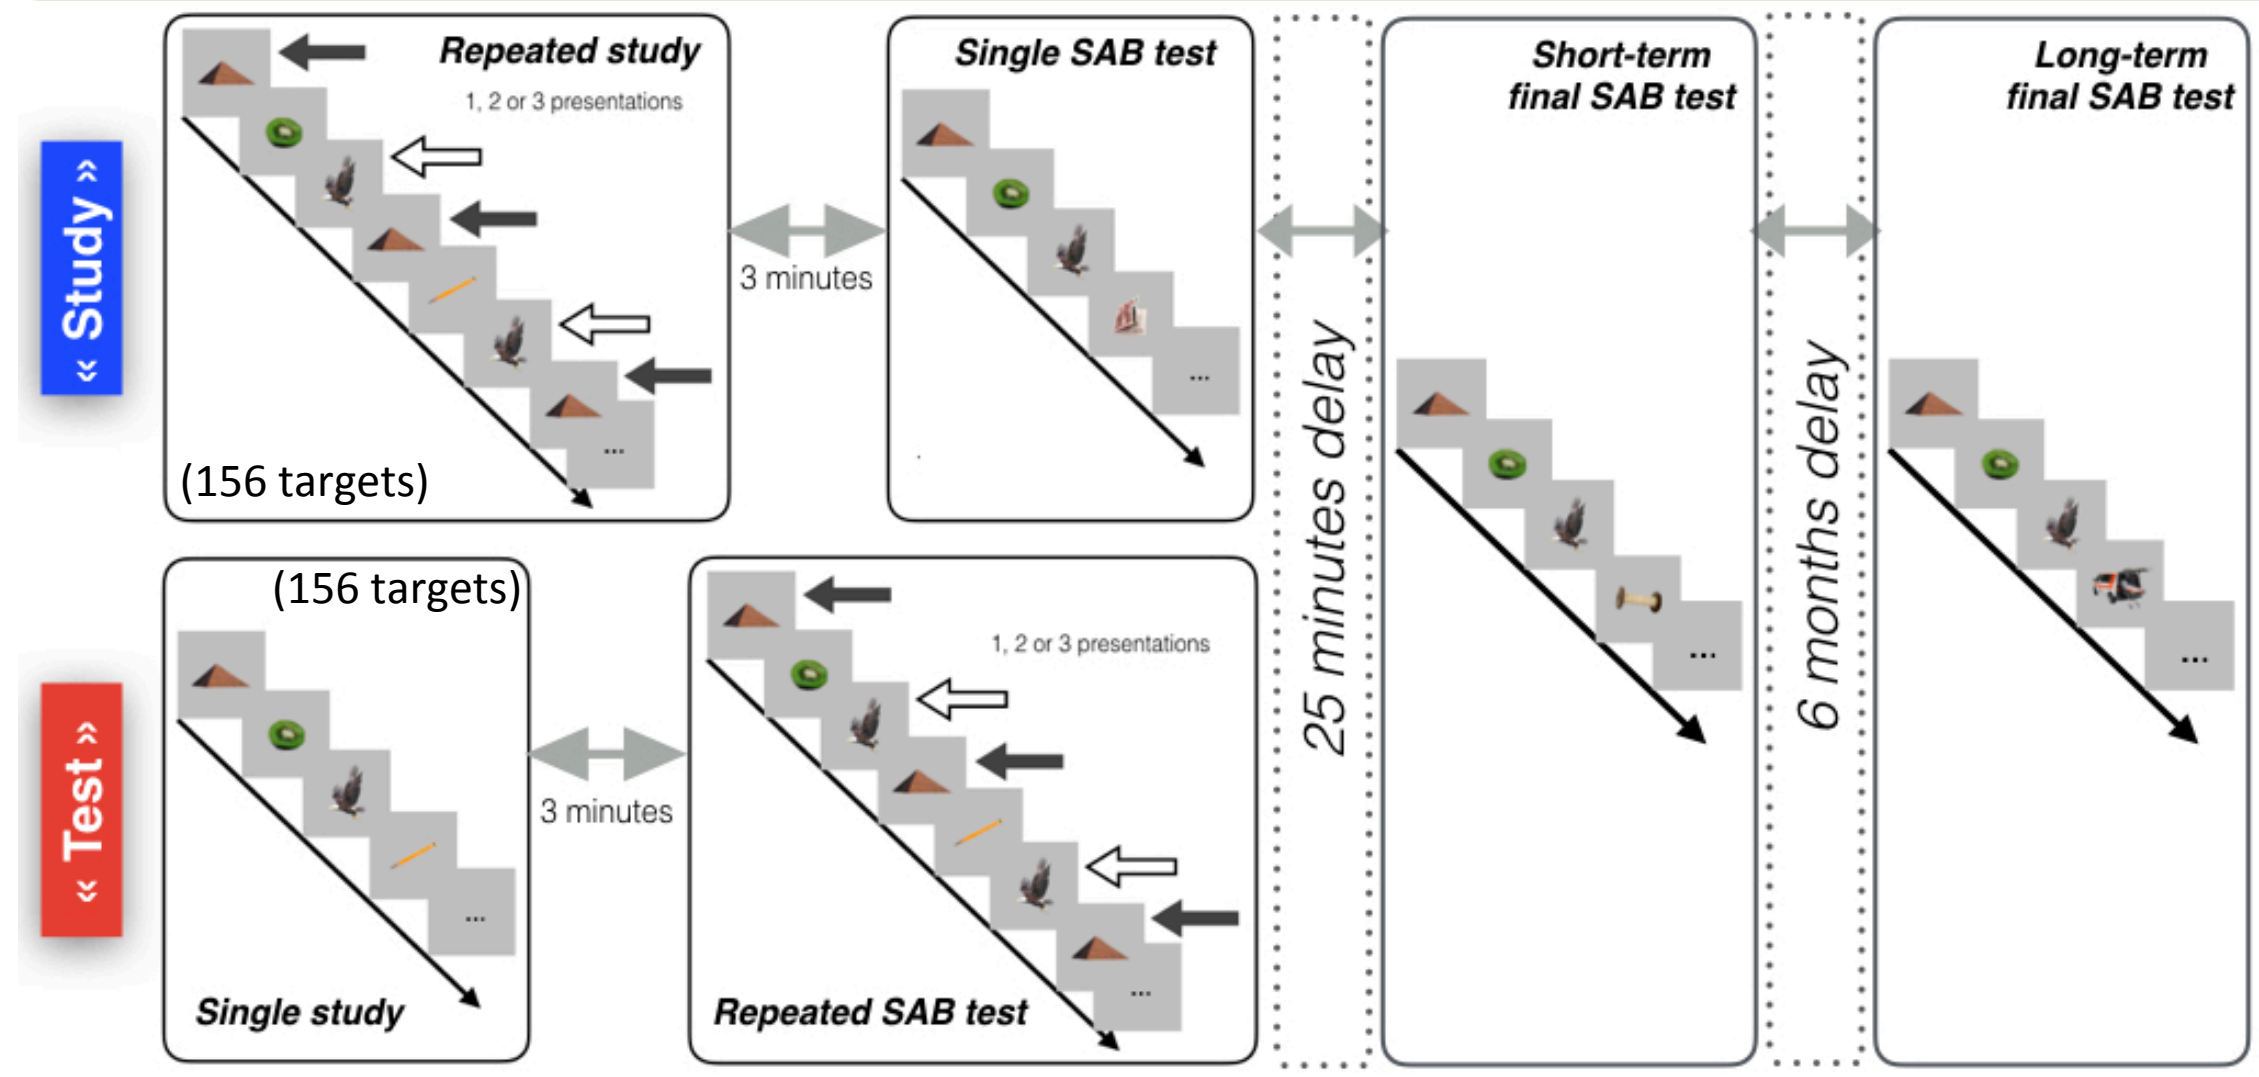 « Study »
Repeated study
1, 2 or 3 presentations
...
(156 targets)
3 minutes
Single SAB test
...
« Test »
(156 targets)
...
Single study
3 minutes
1, 2 or 3 presentations
...
Repeated SAB test
25 minutes delay
Short-term
final SAB test
...
6 months delay
Long-term
final SAB test
...